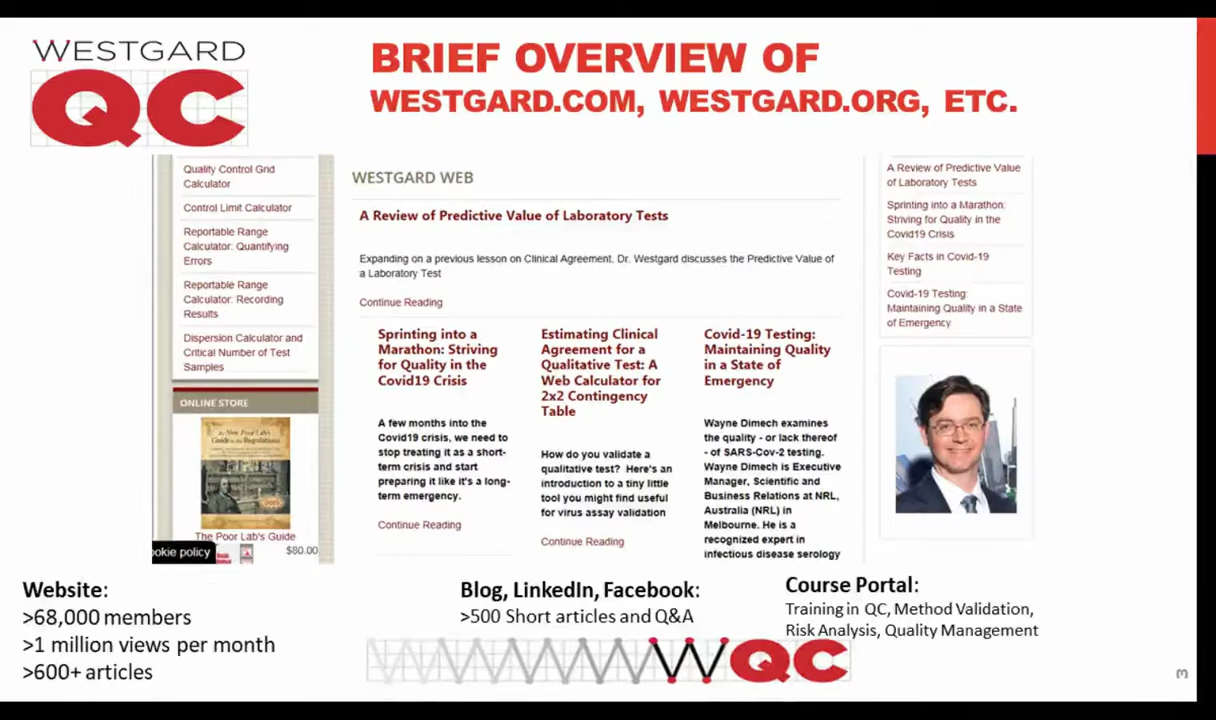 WESTGARD
QC
BRIEF OVERVIEW OF
WESTGARD.COM, WESTGARD.ORG, ETC.
Quality Control Grid
Calculator
Control Limit Calculator
Reportable Range
Calculator: Quantifying
Errors
Reportable Range
Calculator: Recording
Results
Dispersion Calculator and
Critical Number of Test
Samples
ONLINE STORE
The New Poor Lab's
Guide to the Regulations
The Poor Lab's Guide
$80.00
ookie policy
WESTGARD WEB
A Review of Predictive Value of Laboratory Tests
Expanding on a previous lesson on Clinical Agreement, Dr. Westgard discusses the Predictive Value of
a Laboratory Test
Continue Reading
Sprinting into a
Marathon: Striving
for Quality in the
Covid19 Crisis
A few months into the
Covid19 crisis, we need to
stop treating it as a short-
term crisis and start
preparing it like it's a long-
term emergency.
Continue Reading
Estimating Clinical
Agreement for a
Qualitative Test: A
Web Calculator for
2x2 Contingency
Table
How do you validate a
qualitative test? Here's an
introduction to a tiny little
tool you might find useful
for virus assay validation
Continue Reading
Covid-19 Testing:
Maintaining Quality
in a State of
Emergency
Wayne Dimech examines
the quality - or lack thereof
- of SARS-Cov-2 testing.
Wayne Dimech is Executive
Manager, Scientific and
Business Relations at NRL,
Australia (NRL) in
Melbourne. He is a
recognized expert in
infectious disease serology
A Review of Predictive Value
of Laboratory Tests
Sprinting into a Marathon:
Striving for Quality in the
Covid19 Crisis
Key Facts in Covid-19
Testing
Covid-19 Testing:
Maintaining Quality in a State
of Emergency
Website:
>68,000 members
>1 million views per month
>600+ articles
Blog, LinkedIn, Facebook:
>500 Short articles and Q&A
Course Portal:
Training in QC, Method Validation,
Risk Analysis, Quality Management
QC
3